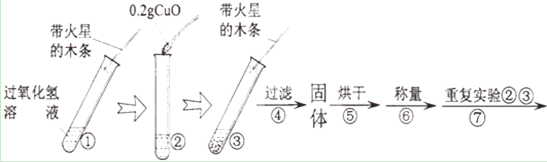 带火星
的木条
过氧化氢
溶 液
①
0.2gCuO
②
带火星的
木条
③
过滤
④
固
体
烘干
⑤
称量
⑥
重复实验②③
⑦